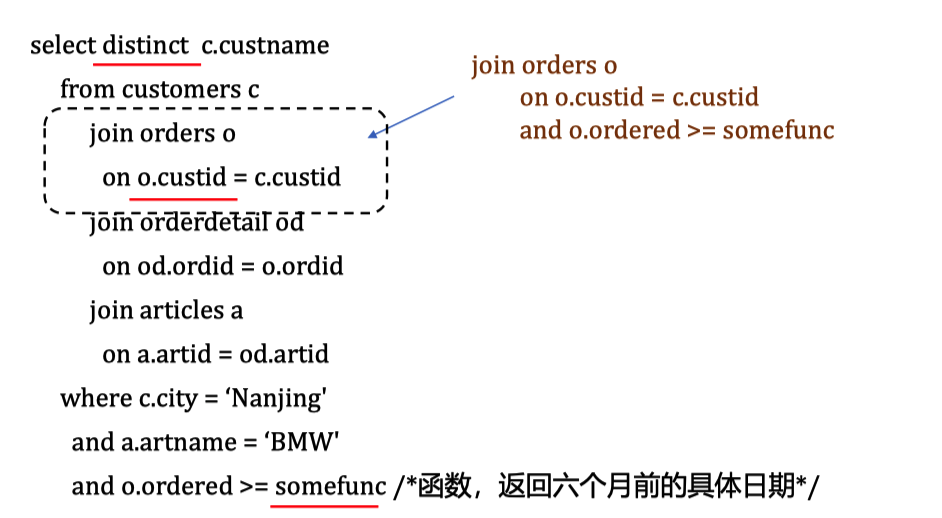 select distinct c.custname
from customers c
join orders o
on o.custid = c.custid
join orderdetail od
on od.ordid = o.ordid
join articles a
on a.artid = od.artid
where c.city = ‘Nanjing'
and a.artname = ‘BMW'
and o.ordered >= somefunc /*函数，返回六个月前的具体日期*/
join orders o
on o.custid = c.custid
and o.ordered >= somefunc